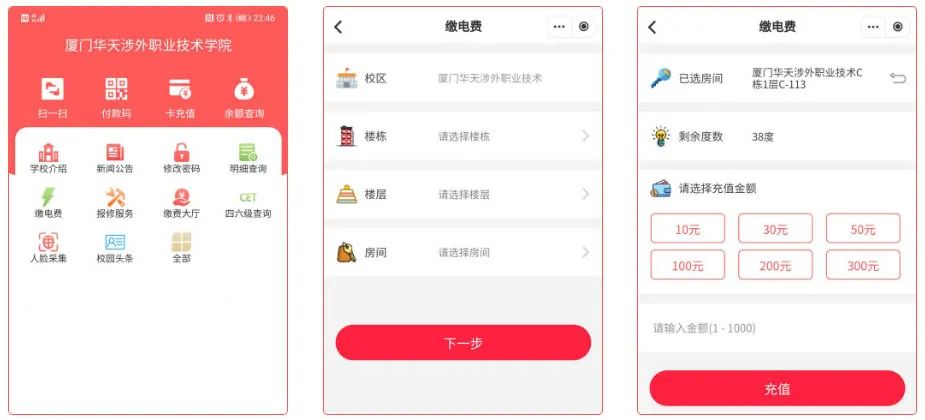 23:46
厦门华天涉外职业技术学院
扫一扫
付款码
卡充值
余额查询
学校介绍
新闻公告
修改密码
明细查询
缴电费
报修服务
缴费大厅
CET
四六级查询
人脸采集
校园头条
全部
缴电费
校区
厦门华天涉外职业技术
楼栋
请选择楼栋
楼层
请选择楼层
房间
请选择房间
下一步
缴电费
已选房间
厦门华天涉外职业技术C
栋1层C-113
剩余度数
38度
请选择充值金额
10元
30元
50元
100元
200元
300元
请输入金额(1 - 1000)
充值